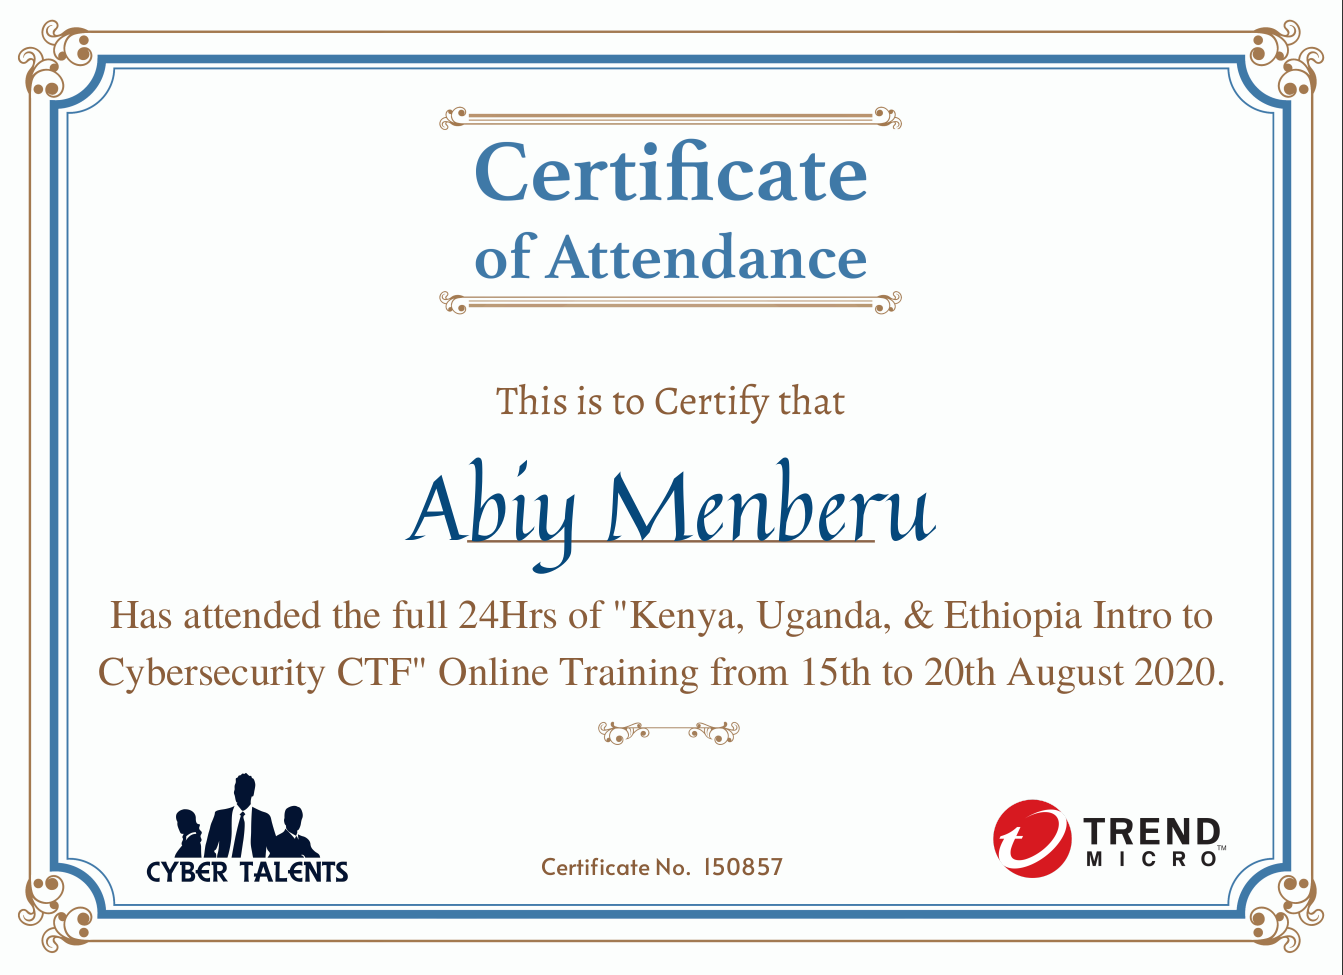 Certificate
of Attendance
This is to Certify that
Abiy Menberu
Has attended the full 24Hrs of "Kenya, Uganda, & Ethiopia Intro to
Cybersecurity CTF" Online Training from 15th to 20th August 2020.
CYBER TALENTS
Certificate No. 150857
TREND
MICRO™